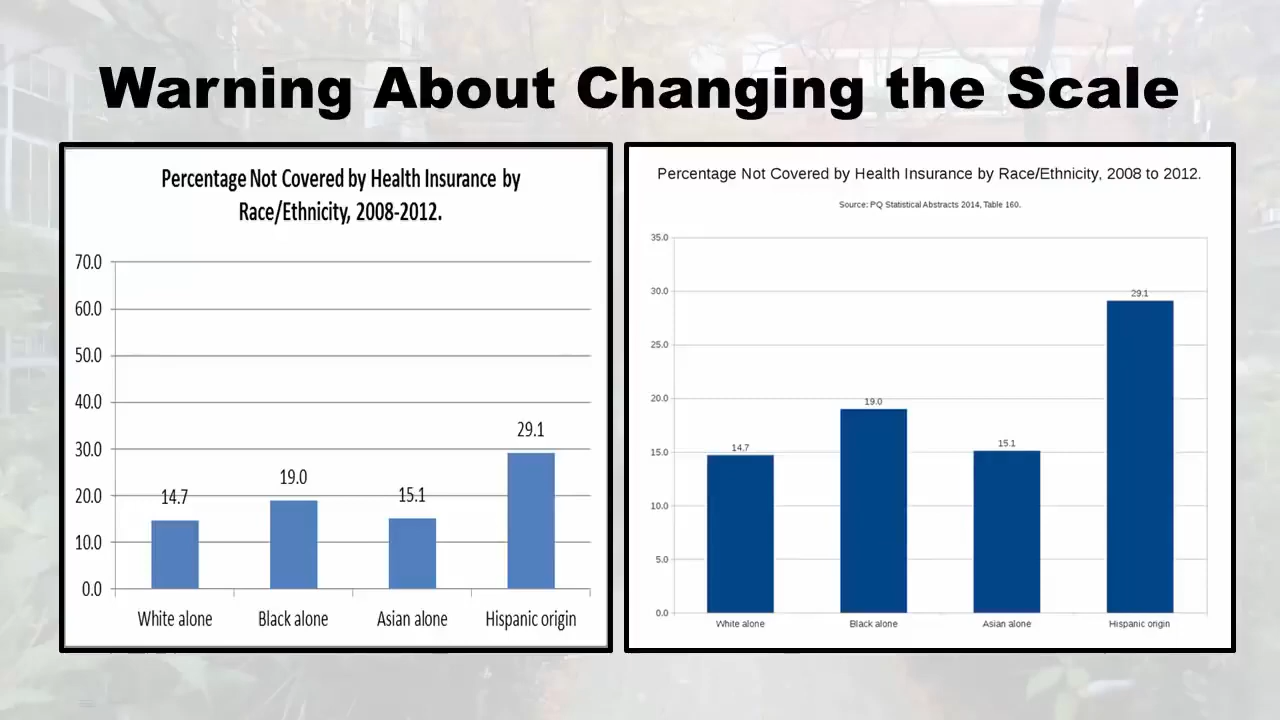 Warning About Changing the Scale
Percentage Not Covered by Health Insurance by
Race/Ethnicity, 2008-2012.
70.0
60.0
50.0
40.0
30.0
20.0
10.0
0.0
14.7
19.0
15.1
29.1
White alone
Black alone
Asian alone
Hispanic origin
Percentage Not Covered by Health Insurance by Race/Ethnicity, 2008 to 2012.
Source: PQ Statistical Abstracts 2014, Table 160.
35.0
30.0
25.0
20.0
15.0
10.0
5.0
0.0
14.7
19.0
15.1
29.1
White alone
Black alone
Asian alone
Hispanic origin